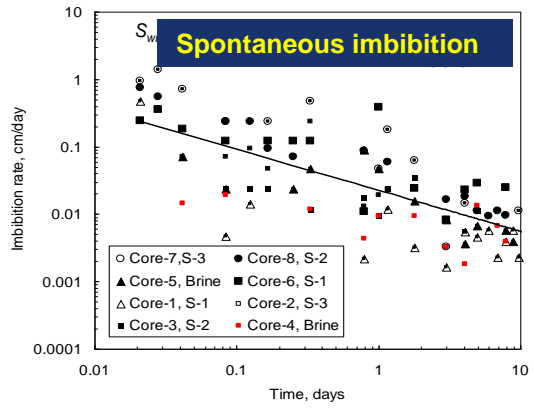 Spontaneous imbibition
10
1
0.1
0.01
0.001
0.0001
Imbibition rate, cm/day
Core-7,S-3 Core-8, S-2
Core-5, Brine Core-6, S-1
Core-1, S-1 Core-2, S-3
Core-3, S-2 Core-4, Brine
0.01 0.1 1 10
Time, days